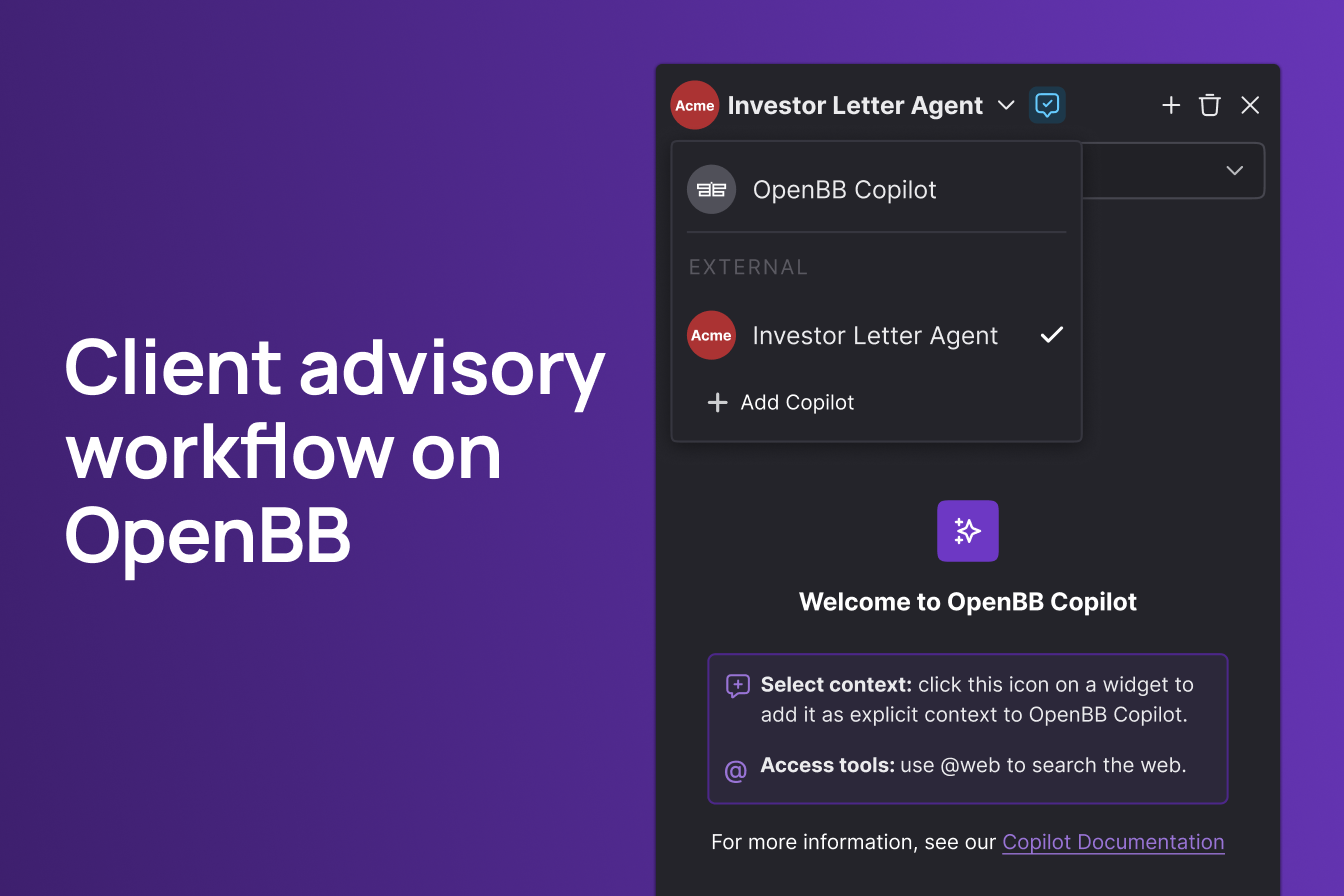 Client advisory
workflow on
OpenBB
Acme
Investor Letter Agent
OpenBB Copilot
EXTERNAL
Acme
Investor Letter Agent
Add Copilot
Welcome to OpenBB Copilot
Select context: click this icon on a widget to
add it as explicit context to OpenBB Copilot.
@ Access tools: use @web to search the web.
For more information, see our Copilot Documentation